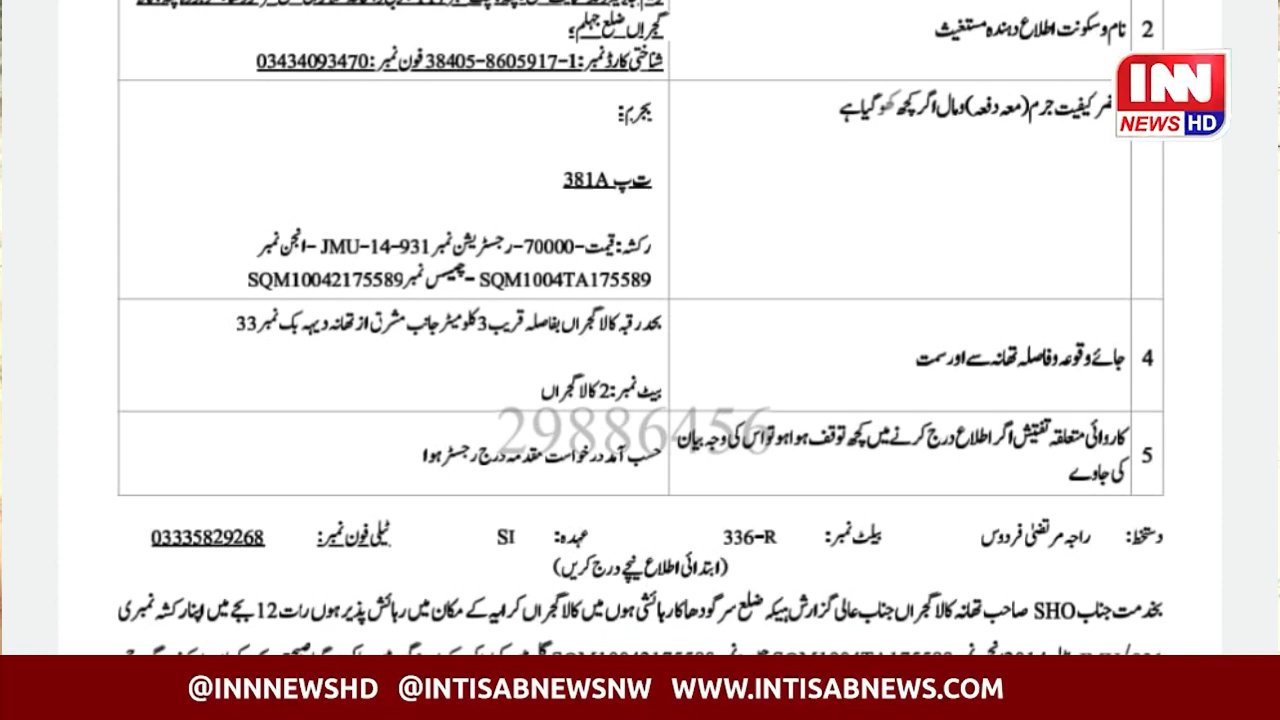 2 نام و سکونت اطلاع دہندہ مستغیث
گجراں ضلع جہلم،
شناختی کارڈ نمبر: 1-8605917-38405 فون نمبر: 03434093470
کیفیت جرم (معہ دفعہ) و مال اگر کچھ کھو گیا ہے
بجرم:
381A ت پ
رکشہ: قیمت-70000-رجسٹریشن نمبر JMU-14-931 -انجن نمبر
SQM1004TA175589 -چیسس نمبر SQM10042175589
4 جائے وقوعہ و فاصلہ تھانہ سے اور سمت
بحد رقبہ کالا گجراں بفاصلہ قریب 3 کلو میٹر جانب مشرق از تھانہ دیہہ بک نمبر 33
بیٹ نمبر: 2 کالا گجراں
5 کاروائی متعلقہ تفتیش اگر اطلاع درج کرنے میں کچھ توقف ہوا ہو تو اس کی وجہ بیان
کی جاوے
حسب آمد درخواست مقدمہ درج رجسٹر ہوا
29886456
دستخط: راجہ مرتضیٰ فردوس بیلٹ نمبر: 336-R عہدہ: SI ٹیلی فون نمبر: 03335829268
(ابتدائی اطلاع نیچے درج کریں)
بخدمت جناب SHO صاحب تھانہ کالا گجراں جناب عالی گزارش ہیکہ ضلع سرگودھا کا رہائشی ہوں میں کالا گجراں کرایہ کے مکان میں رہائش پذیر ہوں رات 12 بجے میں اپنا رکشہ نمبری
INN
NEWS HD
@INNNEWSHD @INTISABNEWSNW WWW.INTISABNEWS.COM